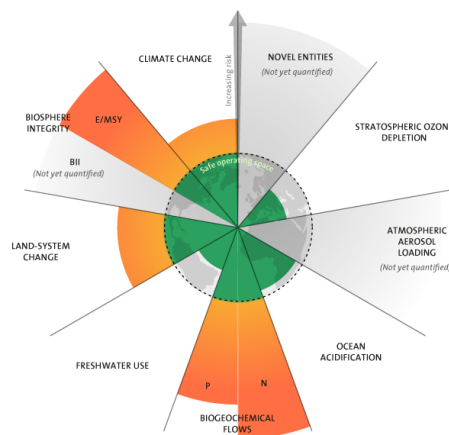 CLIMATE CHANGE
Increasing risk
NOVEL ENTITIES
(Not yet quantified)
BIOSPHERE
INTEGRITY
E/MSY
BII
(Not yet quantified)
STRATOSPHERIC OZON
DEPLETION
Safe operating space
LAND-SYSTEM
CHANGE
ATMOSPHERIC
AEROSOL
LOADING
(Not yet quantified)
FRESHWATER USE
OCEAN
ACIDIFICATION
P
N
BIOGEOCHEMICAL
FLOWS